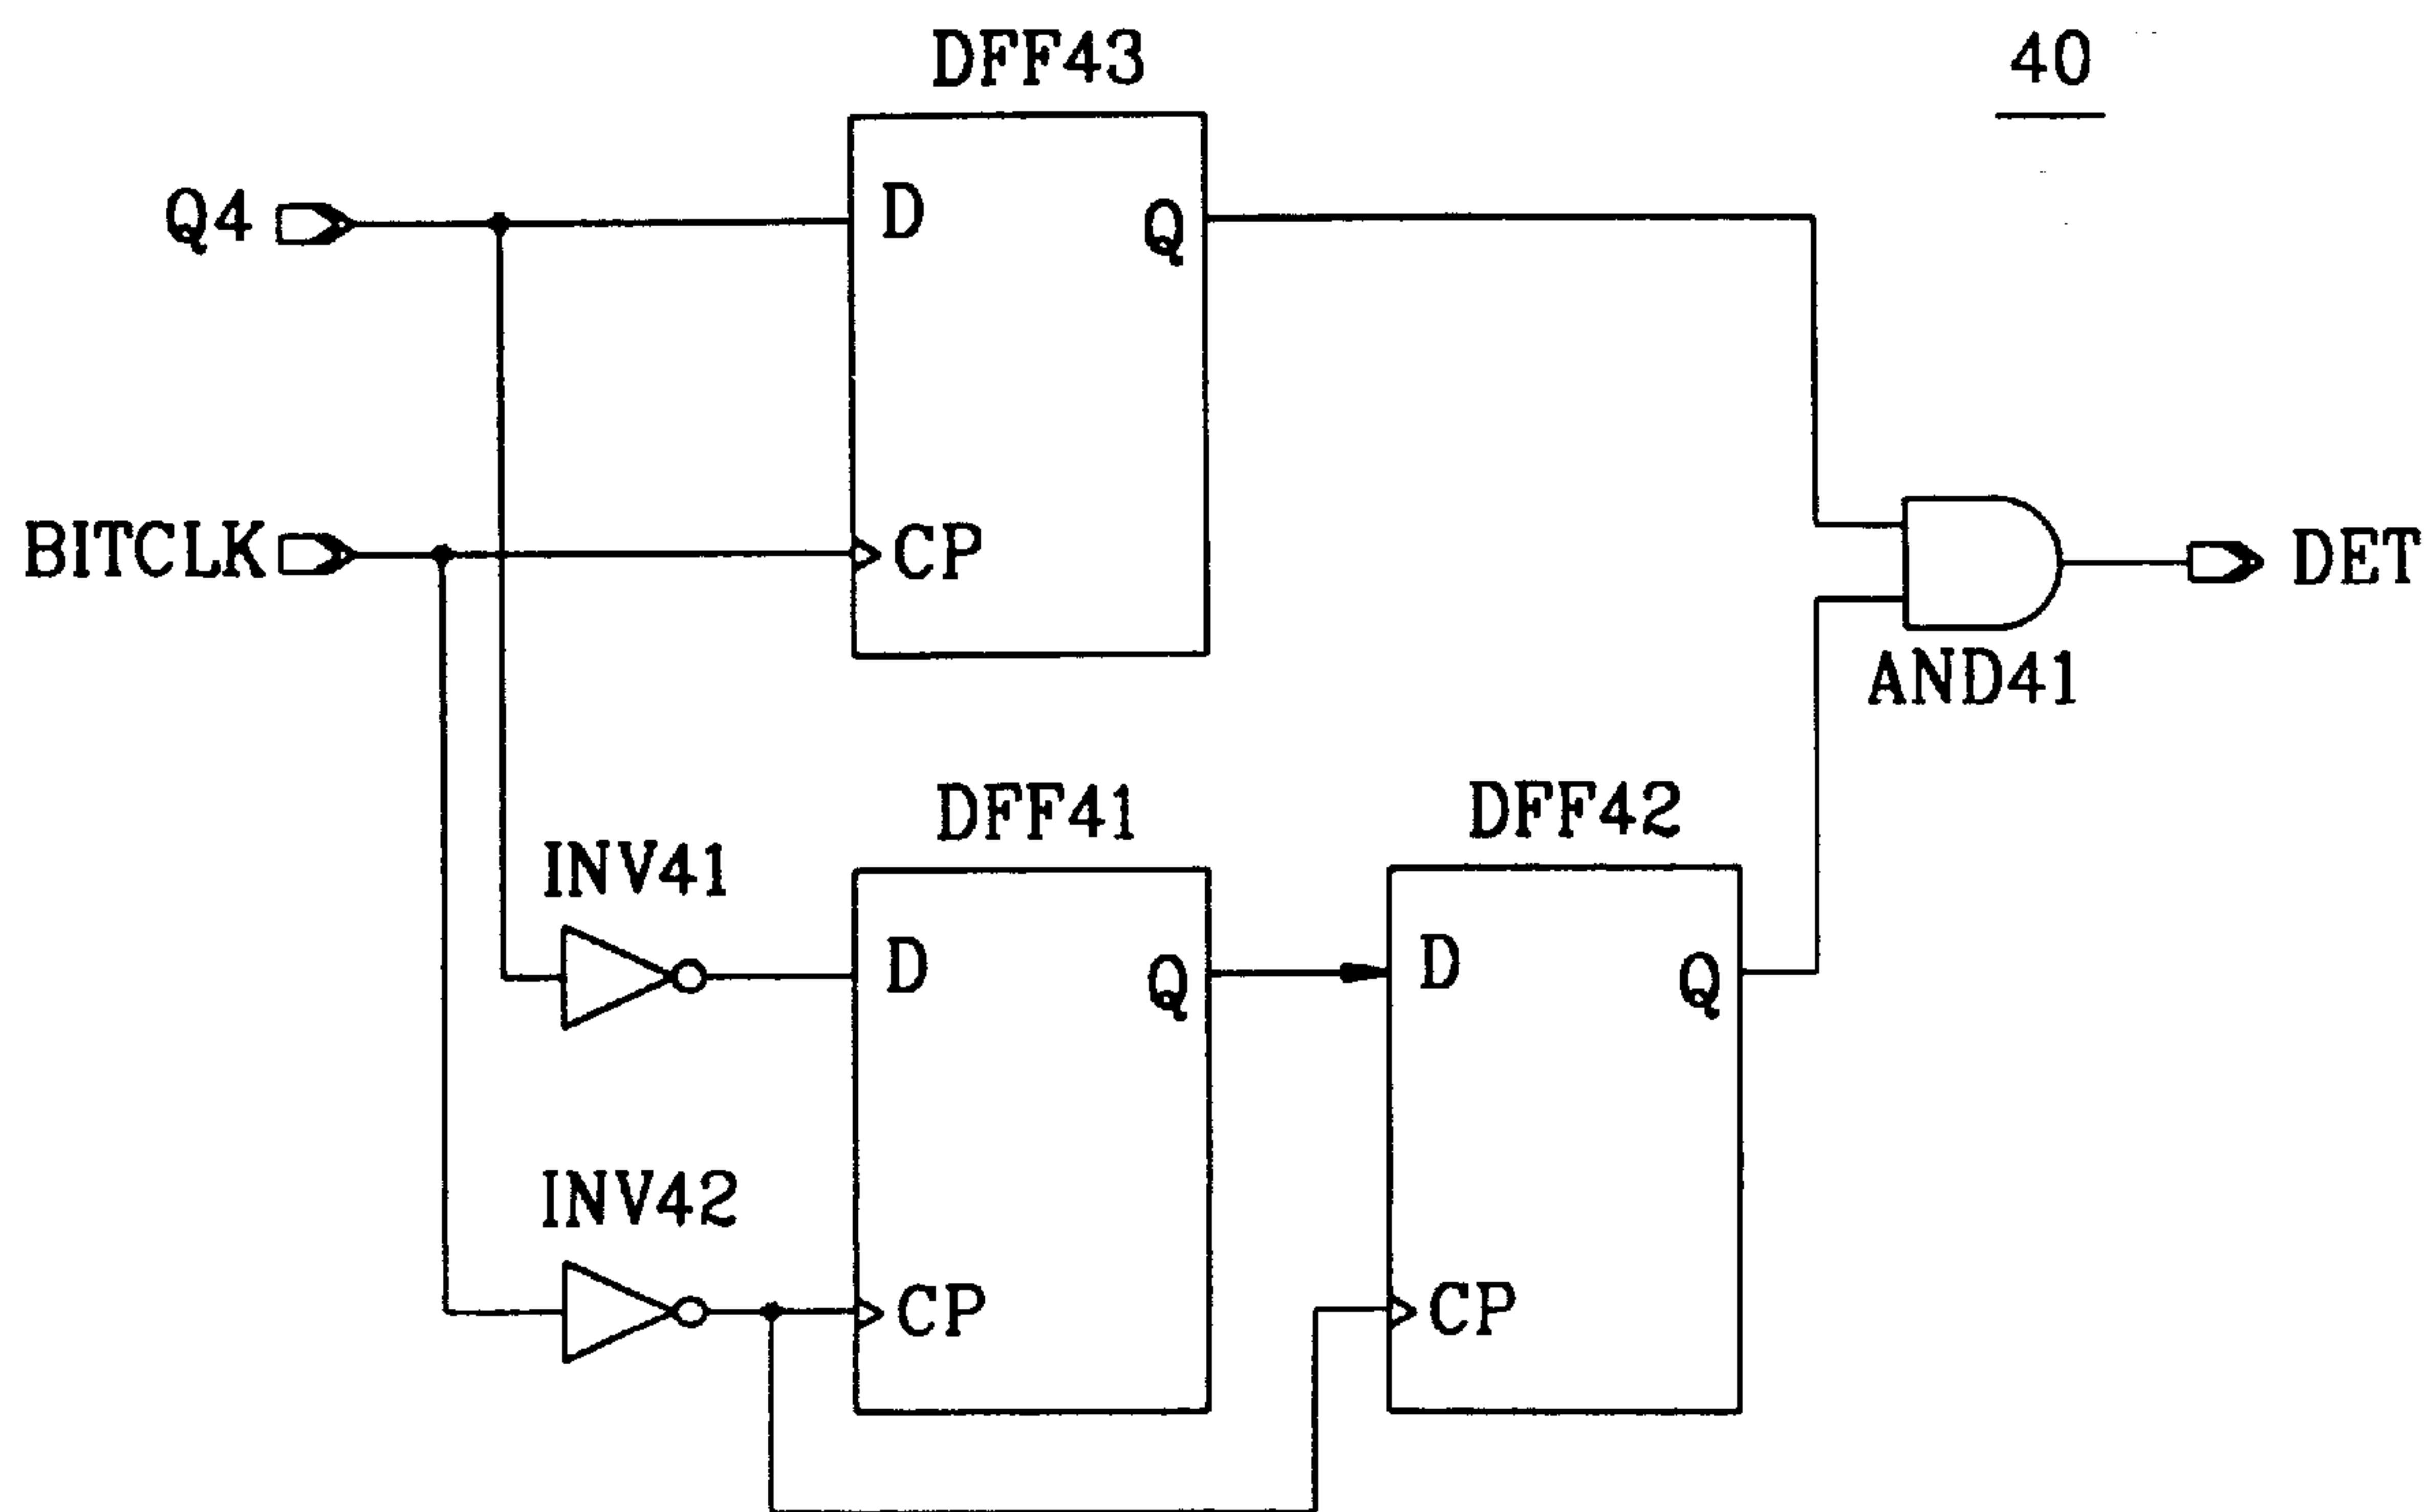 DFF43
40
Q4
D
Q
BITCLK
CP
DET
AND41
DFF41
DFF42
INV41
D
Q
D
Q
INV42
CP
CP